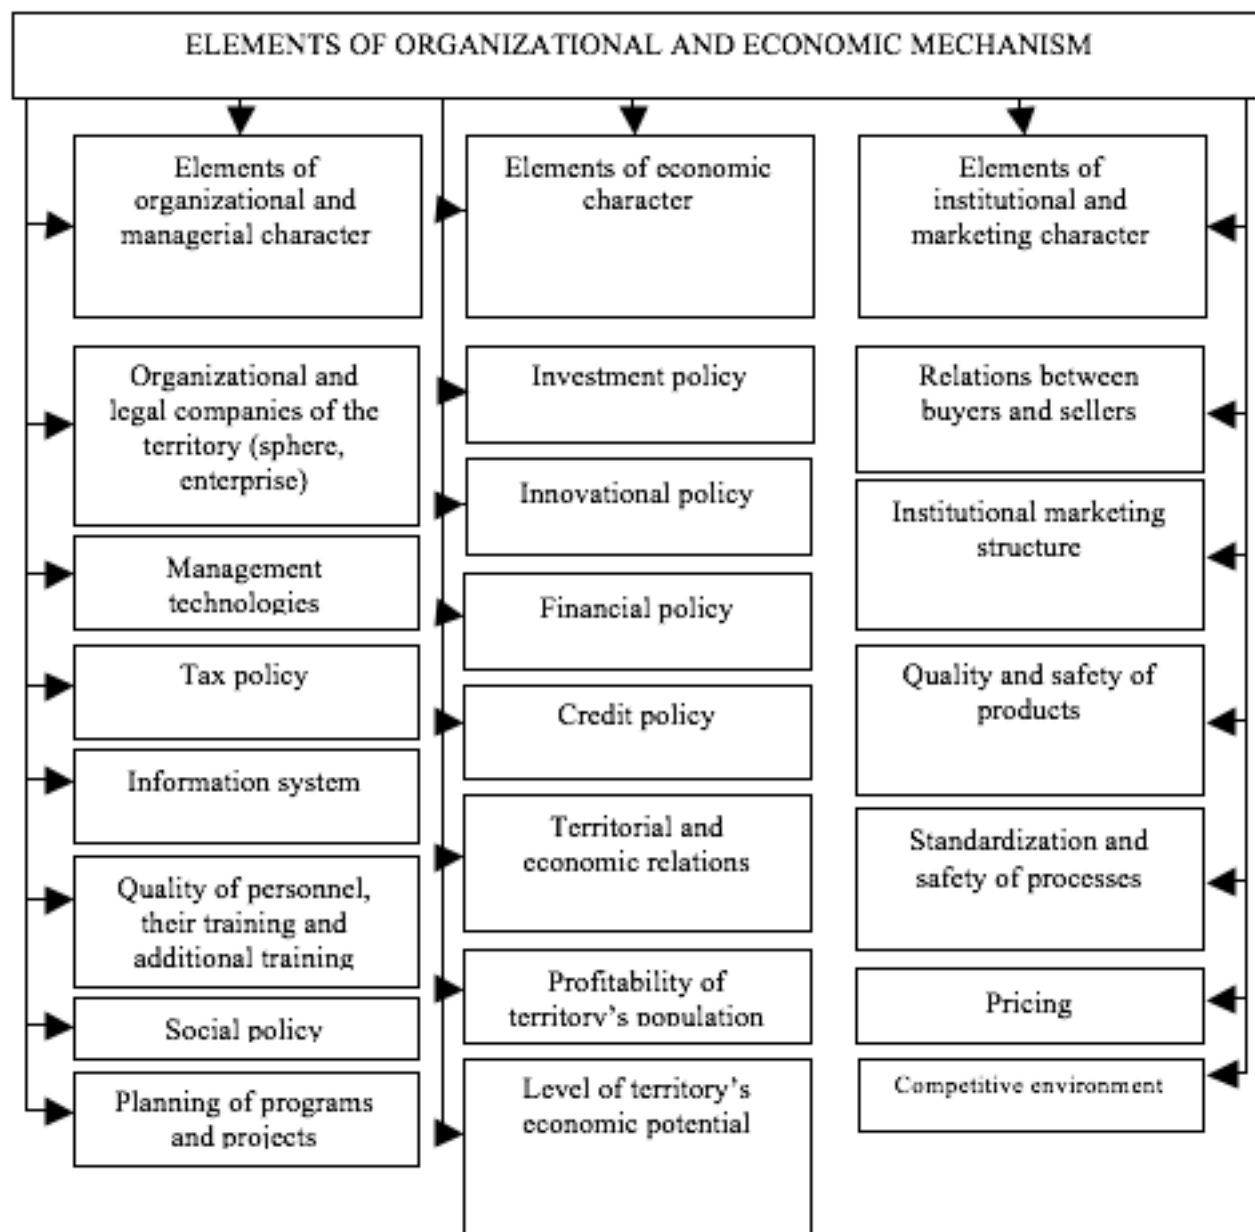 ELEMENTS OF ORGANIZATIONAL AND ECONOMIC MECHANISM
Elements of
organizational and
managerial character
Organizational and
legal companies of the
territory (sphere,
enterprise)
Management
technologies
Tax policy
Information system
Quality of personnel,
their training and
additional training
Social policy
Planning of programs
and projects
Elements of economic
character
Investment policy
Innovational policy
Financial policy
Credit policy
Territorial and
economic relations
Profitability of
territory’s population
Level of territory’s
economic potential
Elements of
institutional and
marketing character
Relations between
buyers and sellers
Institutional marketing
structure
Quality and safety of
products
Standardization and
safety of processes
Pricing
Competitive environment